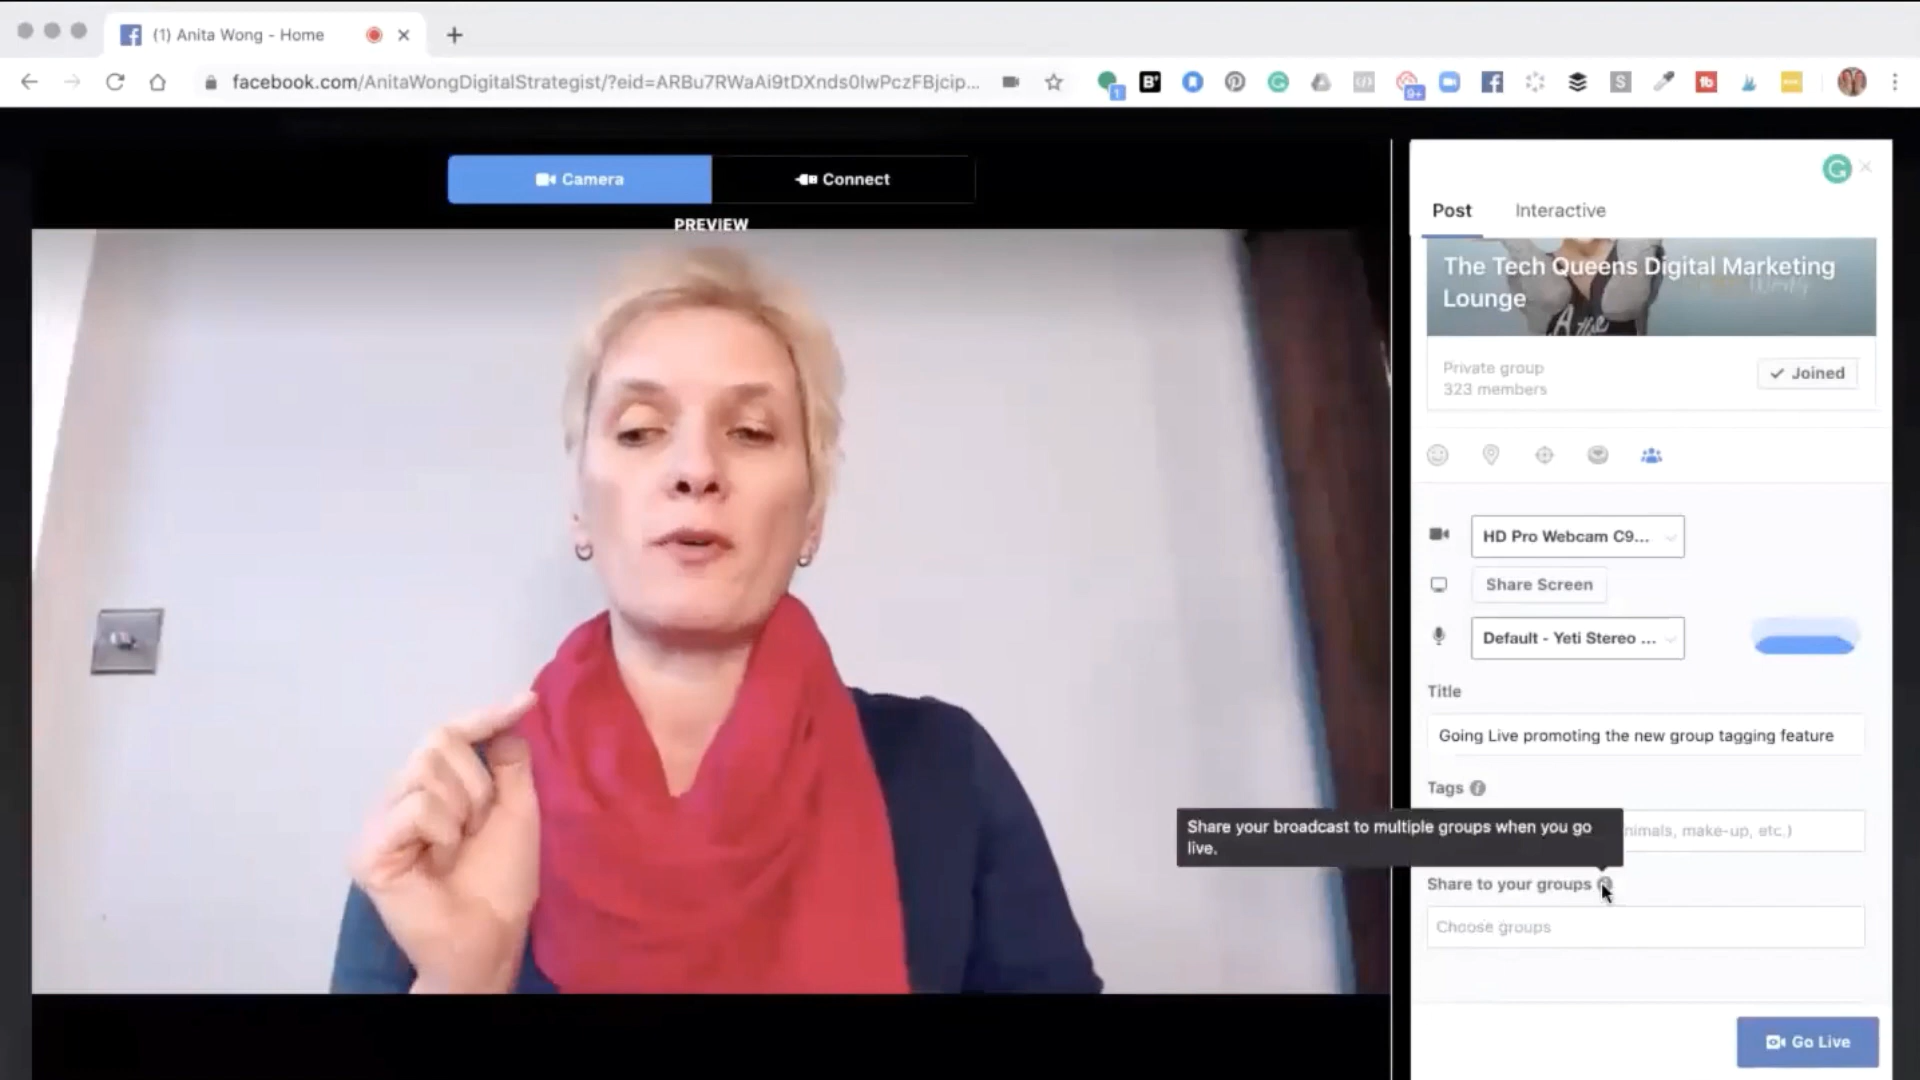 (1) Anita Wong - Home
facebook.com/AnitaWongDigitalStrategist/?eid=ARBu7RWaAi9tDXnds0IwPczFBjcip...
1
B+
9+
S
Camera
Connect
PREVIEW
Post
Interactive
The Tech Queens Digital Marketing
Lounge
Private group
323 members
Joined
HD Pro Webcam C9...
Share Screen
Default - Yeti Stereo ...
Title
Going Live promoting the new group tagging feature
Tags
Share your broadcast to multiple groups when you go
live.
nimals, make-up, etc.)
Share to your groups
Choose groups
Go Live